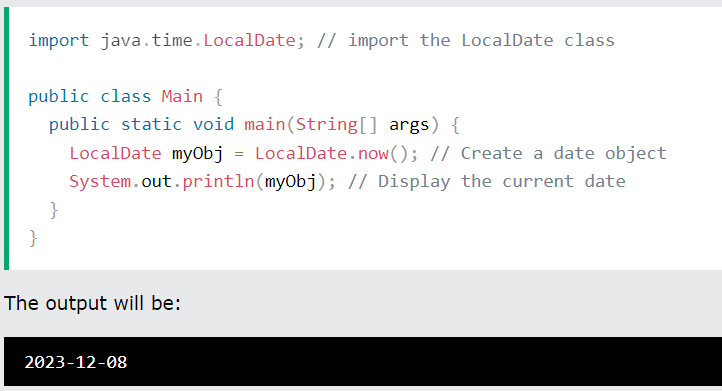 import java.time.LocalDate; // import the LocalDate class
public class Main {
public static void main(String[] args) {
LocalDate myObj = LocalDate.now(); // Create a date object
System.out.println(myObj); // Display the current date
}
}
The output will be:
2023-12-08